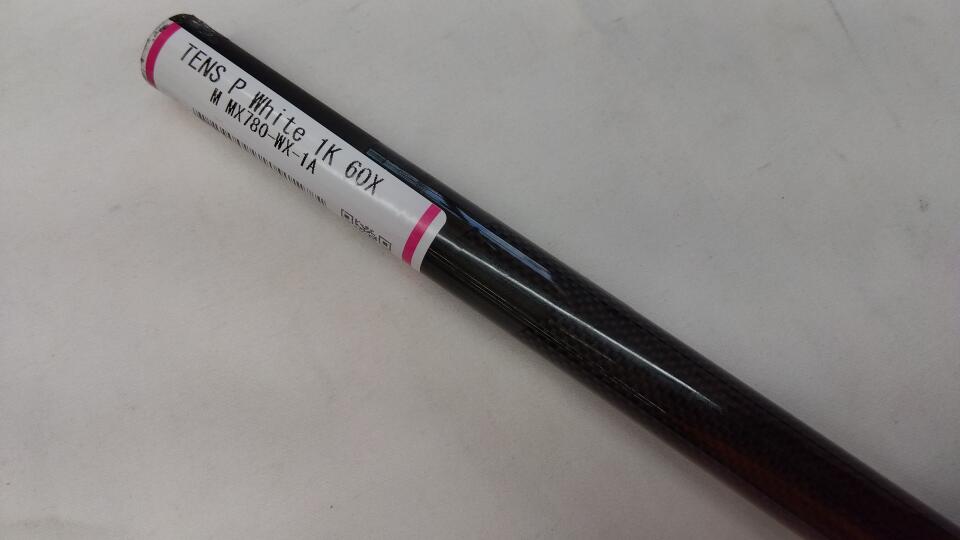 TENS P White 1K 60X
M MX780-WX-1A